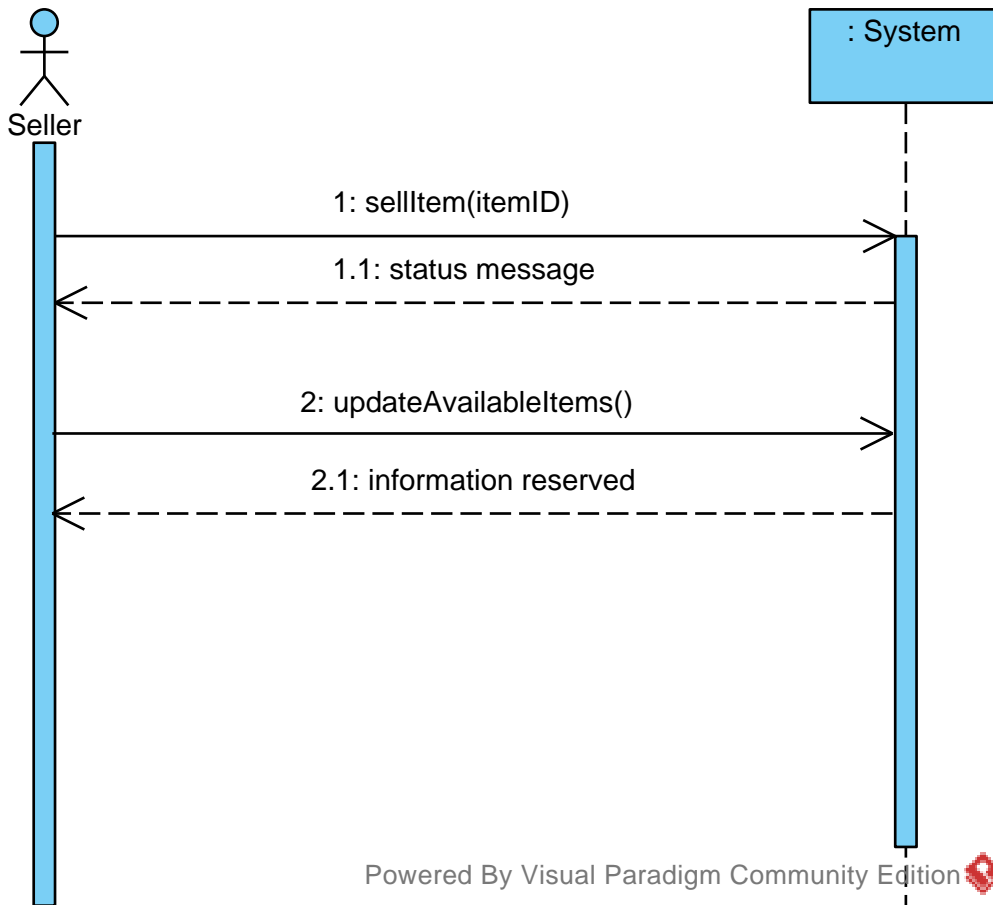 : System
Seller
1: sellItem(itemID)
1.1: status message
2: updateAvailableItems()
2.1: information reserved
Powered By Visual Paradigm Community Edition